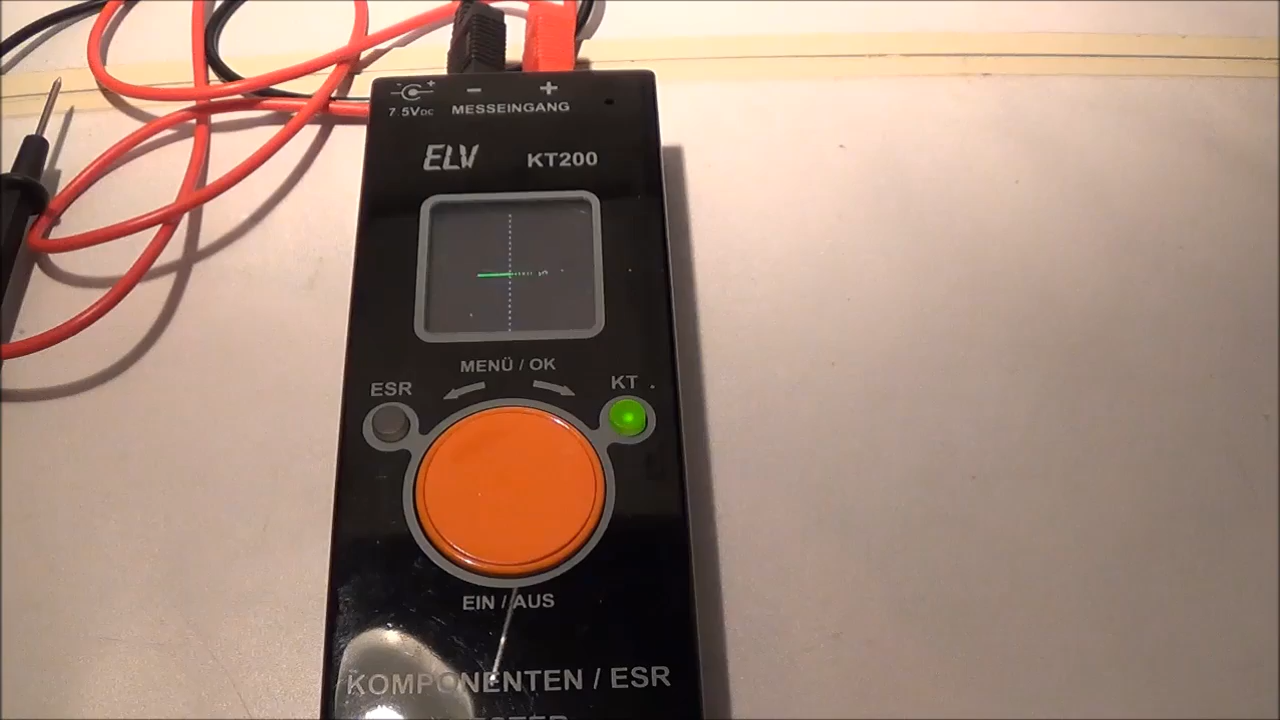 - +
- +
7.5VDC MESSEINGANG
ELV KT200
MENÜ / OK
ESR KT
EIN / AUS
KOMPONENTEN / ESR